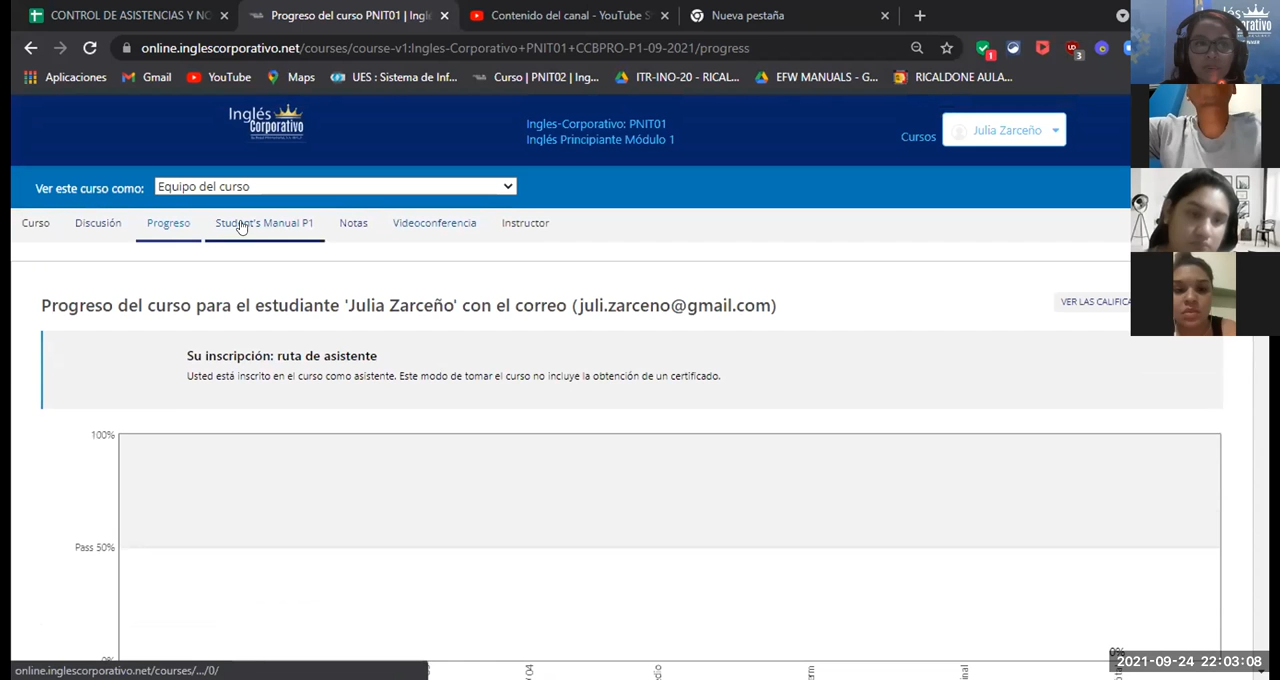 CONTROL DE ASISTENCIAS Y NO
Progreso del curso PNIT01 | Ingl
Contenido del canal - YouTube S
Nueva pestaña
online.inglescorporativo.net/courses/course-v1:Ingles-Corporativo+PNIT01+CCBPRO-P1-09-2021/progress
Aplicaciones
Gmail
YouTube
Maps
UES : Sistema de Inf...
Curso | PNIT02 | Ing...
ITR-INO-20 - RICAL...
EFW MANUALS - G...
RICALDONE AULA...
Inglés
Corporativo
Ingles-Corporativo: PNIT01
Inglés Principiante Módulo 1
Cursos
Julia Zarceño
Ver este curso como:
Equipo del curso
Curso
Discusión
Progreso
Student's Manual P1
Notas
Videoconferencia
Instructor
Progreso del curso para el estudiante 'Julia Zarceño' con el correo (juli.zarceno@gmail.com)
VER LAS CALIFICA
Su inscripción: ruta de asistente
Usted está inscrito en el curso como asistente. Este modo de tomar el curso no incluye la obtención de un certificado.
100%
Pass 50%
0%
online.inglescorporativo.net/courses/.../0/
2021-09-24 22:03:08